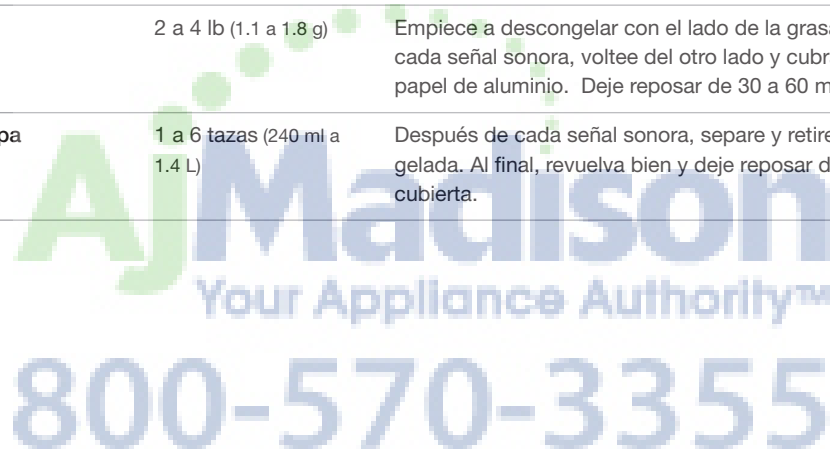 2 a 4 lb (1.1 a 1.8 g) Empiece a descongelar con el lado de la grasa
cada señal sonora, voltee del otro lado y cubr
papel de aluminio. Deje reposar de 30 a 60 m
pa 1 a 6 tazas (240 ml a Después de cada señal sonora, separe y retire
1.4 L) gelada. Al final, revuelva bien y deje reposar d
cubierta.
AjMadison
Your Appliance Authority™
800-570-3355